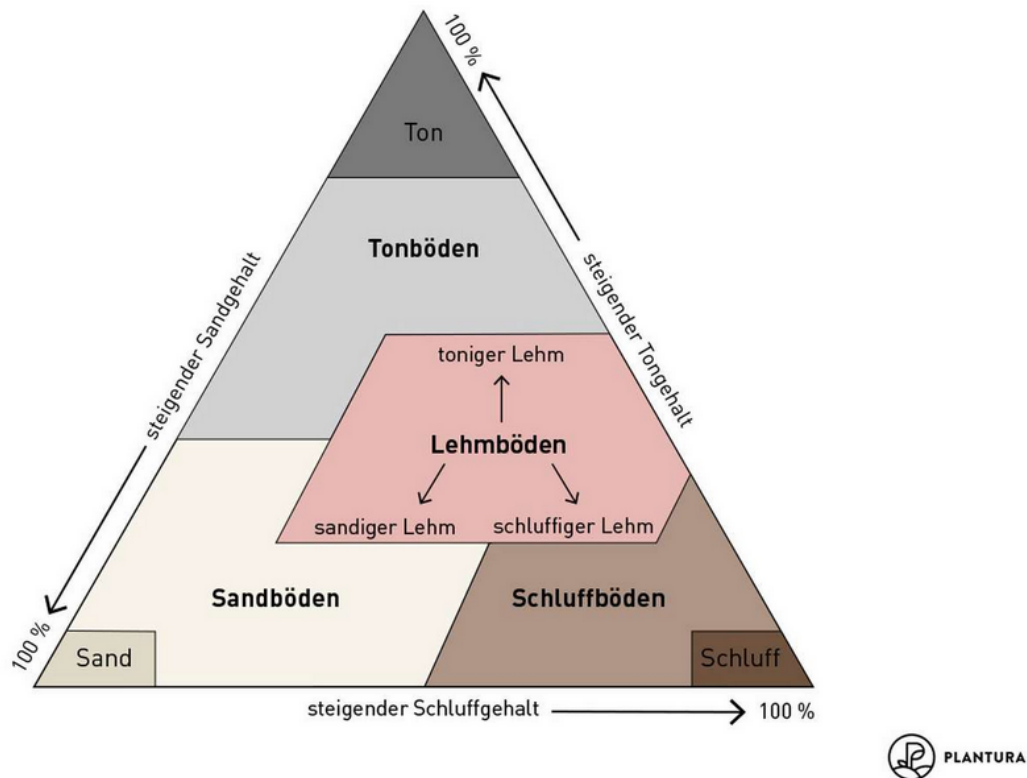 100 %
Ton
Tonböden
steigender Sandgehalt
steigender Tongehalt
toniger Lehm
Lehmböden
sandiger Lehm
schluffiger Lehm
Sandböden
Schluffböden
100 %
Sand
Schluff
steigender Schluffgehalt
100 %
PLANTURA